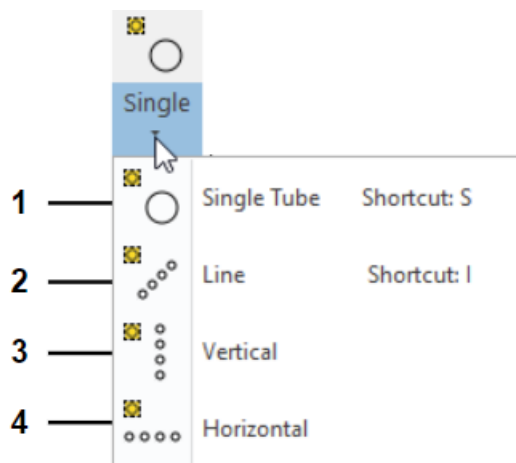 Single
1 Single Tube Shortcut: S
2 Line Shortcut: I
3 Vertical
4 Horizontal